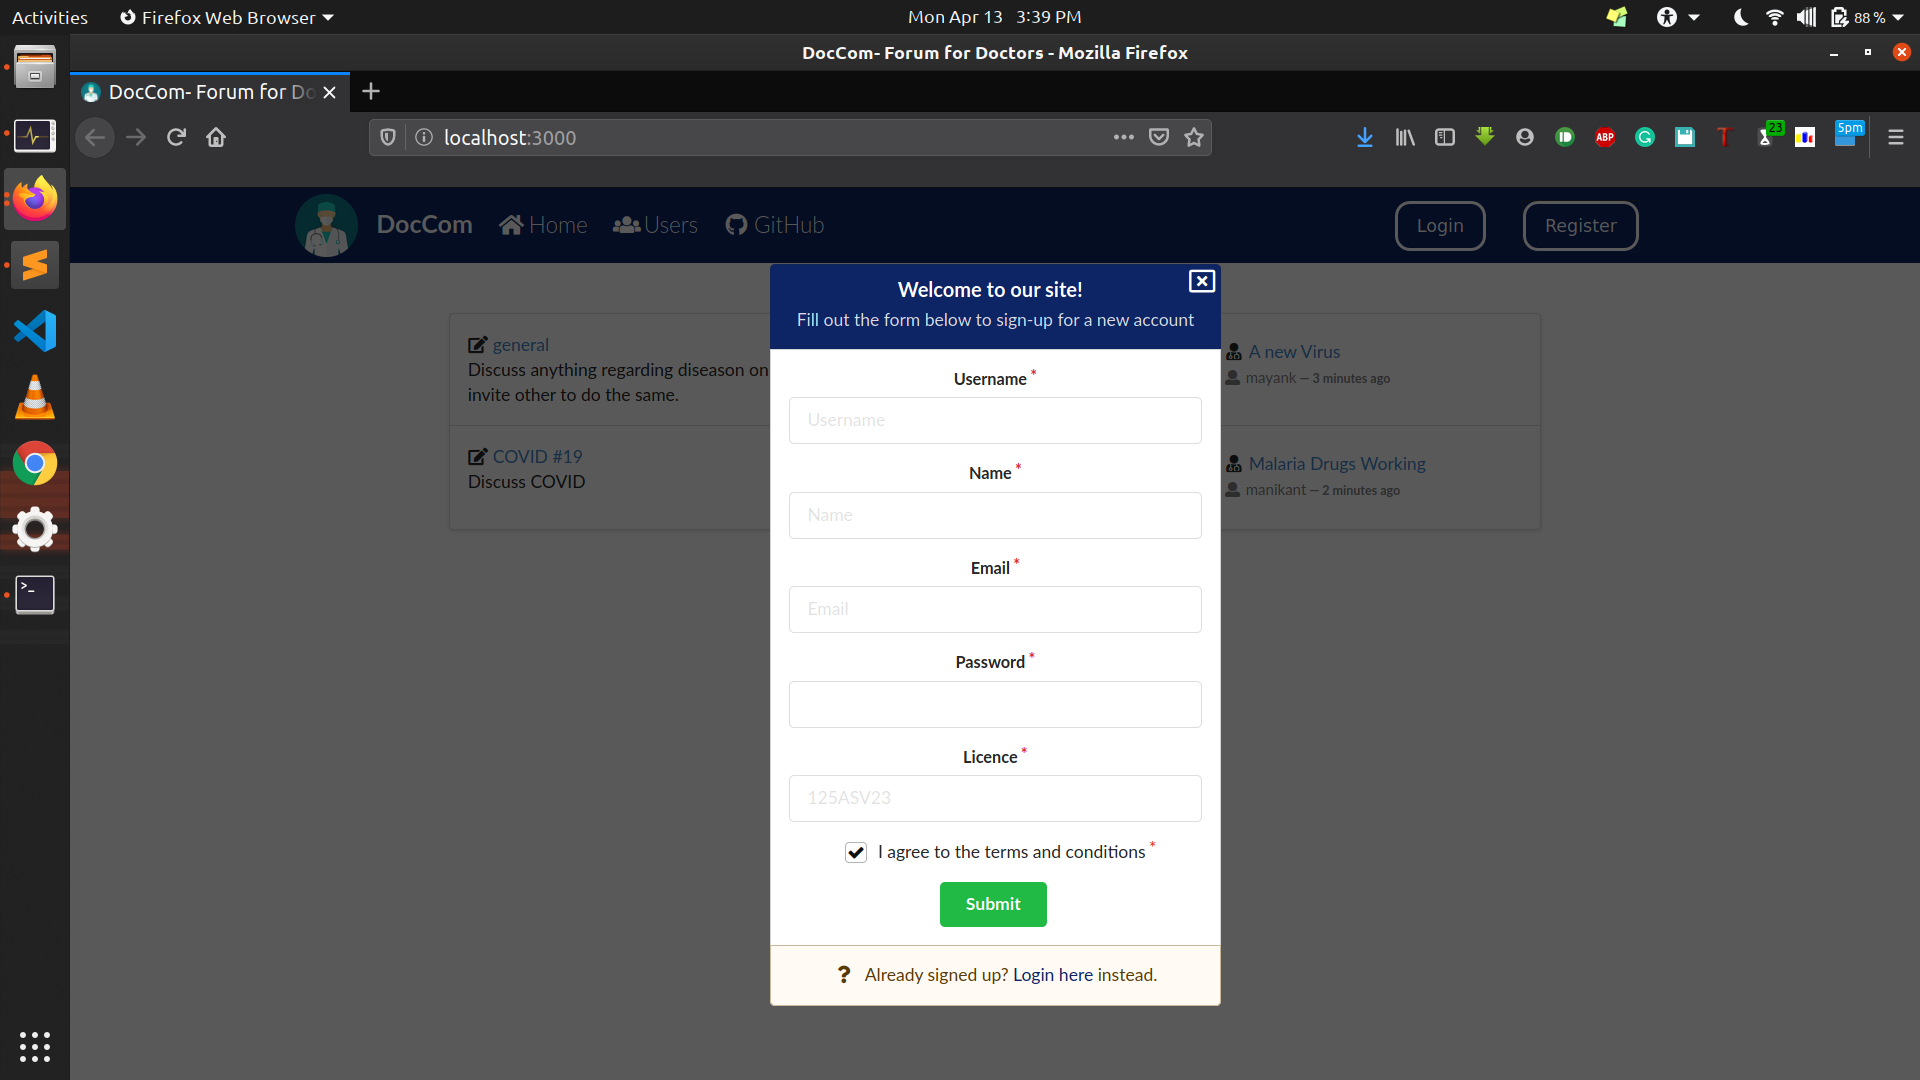 Activities
Firefox Web Browser
Mon Apr 13 3:39 PM
88 %
DocCom- Forum for Doctors - Mozilla Firefox
DocCom- Forum for Do
localhost:3000
ABP
23
5pm
DocCom
Home
Users
GitHub
Login
Register
Welcome to our site!
Fill out the form below to sign-up for a new account
general
Discuss anything regarding diseason on
invite other to do the same.
A new Virus
mayank – 3 minutes ago
COVID #19
Discuss COVID
Malaria Drugs Working
manikant – 2 minutes ago
Username *
Username
Name *
Name
Email *
Email
Password *
Licence *
125ASV23
I agree to the terms and conditions *
Submit
? Already signed up? Login here instead.